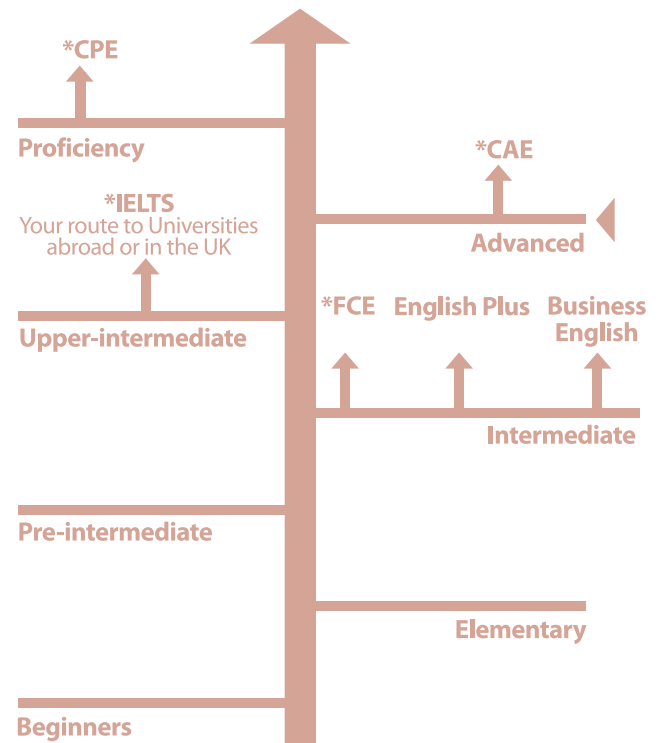 *CPE
Proficiency
*CAE
*IELTS
Your route to Universities
abroad or in the UK
Advanced
*FCE
English Plus
Business
English
Upper-intermediate
Intermediate
Pre-intermediate
Elementary
Beginners